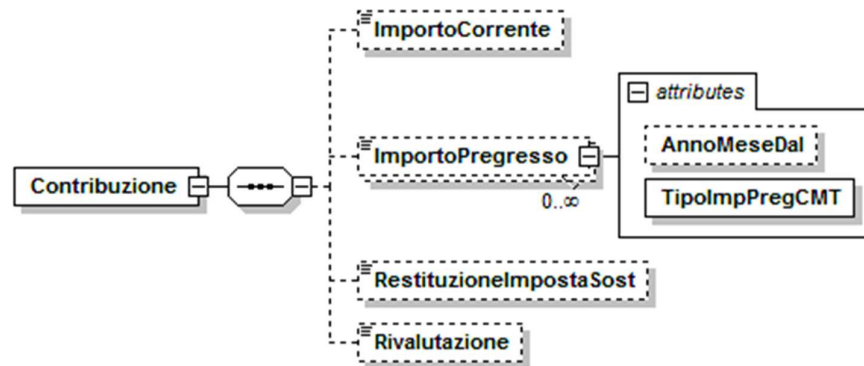 ImportoCorrente
attributes
AnnoMeseDal
ImportoPregresso
Contribuzione
TipoImpPregCMT
0..∞
RestituzioneImpostaSost
Rivalutazione